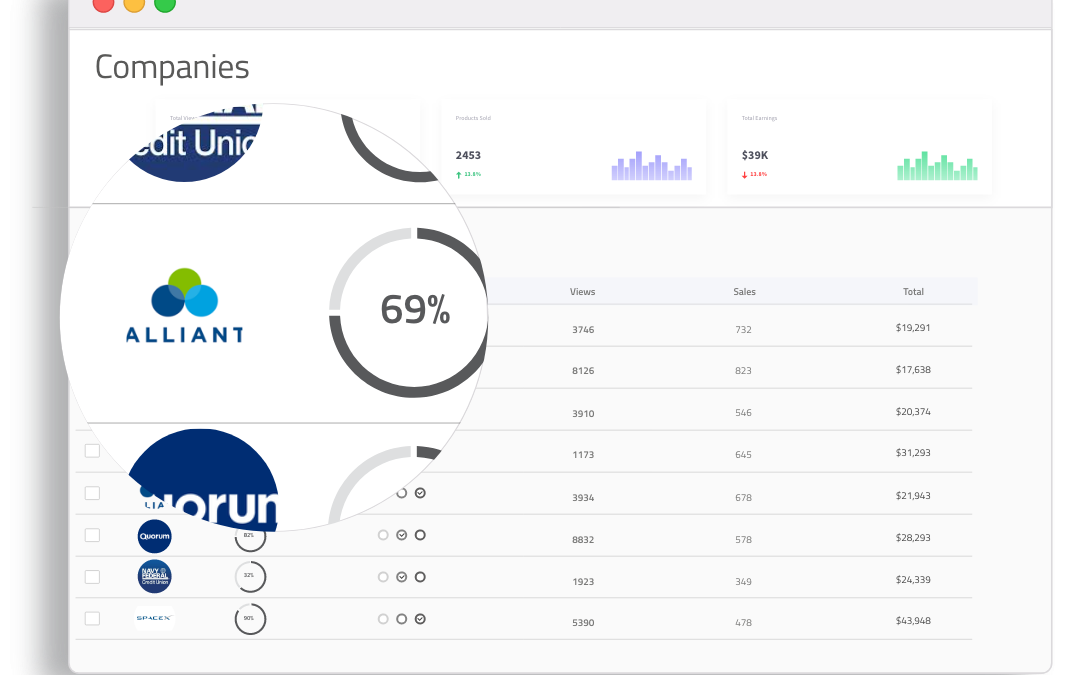 Companies
Total View
Products Sold
Total Earnings
2453
$39K
13.8%
13.8%
edit Unio
ALLIANT
69%
Views Sales Total
3746 732 $19,291
8126 823 $17,638
3910 546 $20,374
1173 645 $31,293
3934 678 $21,943
Quorum
Quorum 82% 8832 578 $28,293
NAVY FEDERAL Credit Union 32% 1923 349 $24,339
SPACEX 90% 5390 478 $43,948